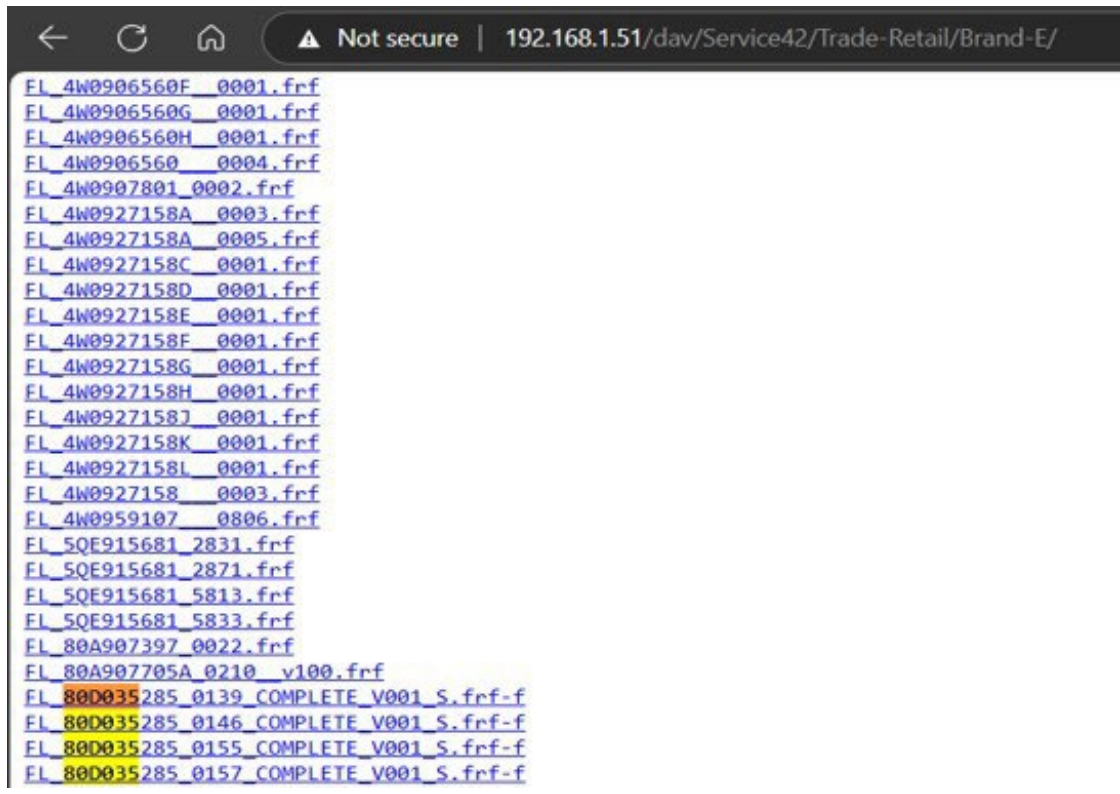 Not secure | 192.168.1.51/dav/Service42/Trade-Retail/Brand-E/
FL_4W0906560F__0001.frf
FL_4W0906560G__0001.frf
FL_4W0906560H__0001.frf
FL_4W0906560___0004.frf
FL_4W0907801_0002.frf
FL_4W0927158A__0003.frf
FL_4W0927158A__0005.frf
FL_4W0927158C__0001.frf
FL_4W0927158D__0001.frf
FL_4W0927158E__0001.frf
FL_4W0927158F__0001.frf
FL_4W0927158G__0001.frf
FL_4W0927158H__0001.frf
FL_4W0927158J__0001.frf
FL_4W0927158K__0001.frf
FL_4W0927158L__0001.frf
FL_4W0927158___0003.frf
FL_4W0959107___0806.frf
FL_5QE915681_2831.frf
FL_5QE915681_2871.frf
FL_5QE915681_5813.frf
FL_5QE915681_5833.frf
FL_80A907397_0022.frf
FL_80A907705A_0210__v100.frf
FL_80D035285_0139_COMPLETE_V001_S.frf-f
FL_80D035285_0146_COMPLETE_V001_S.frf-f
FL_80D035285_0155_COMPLETE_V001_S.frf-f
FL_80D035285_0157_COMPLETE_V001_S.frf-f